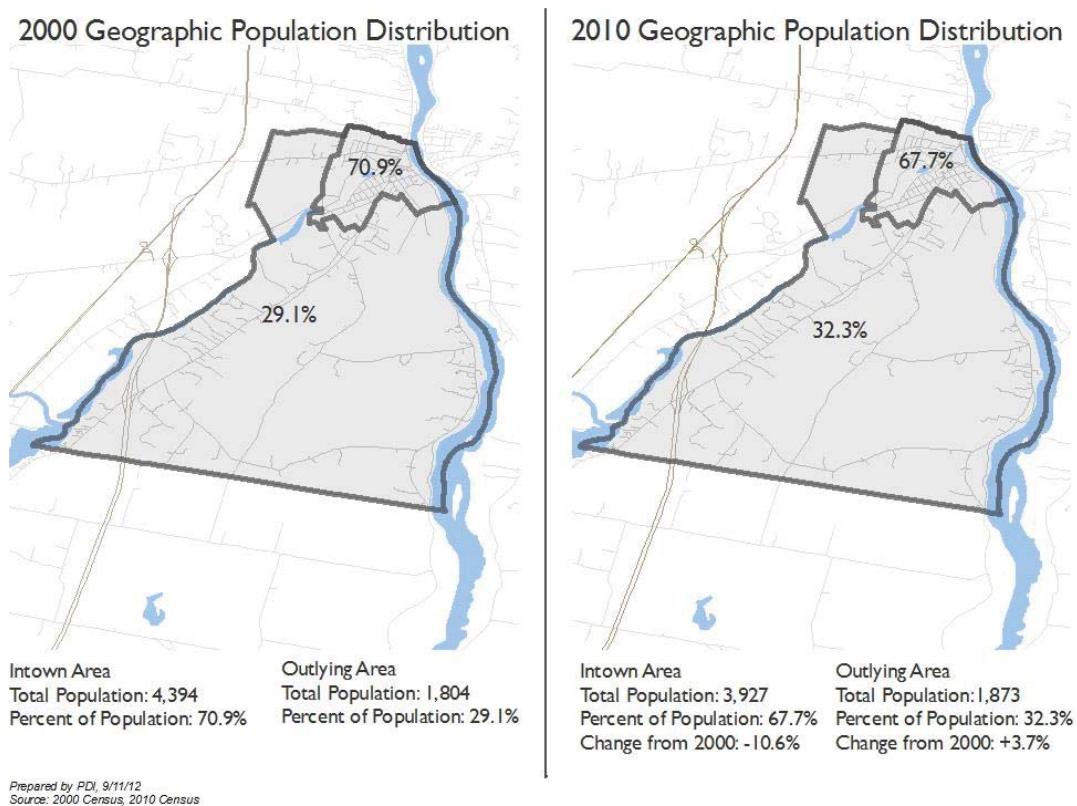 2000 Geographic Population Distribution
70.9%
29.1%
Intown Area
Total Population: 4,394
Percent of Population: 70.9%
Outlying Area
Total Population: 1,804
Percent of Population: 29.1%
2010 Geographic Population Distribution
67.7%
32.3%
Intown Area
Total Population: 3,927
Percent of Population: 67.7%
Change from 2000: -10.6%
Outlying Area
Total Population:1,873
Percent of Population: 32.3%
Change from 2000: +3.7%
Prepared by PDI, 9/11/12
Source: 2000 Census, 2010 Census